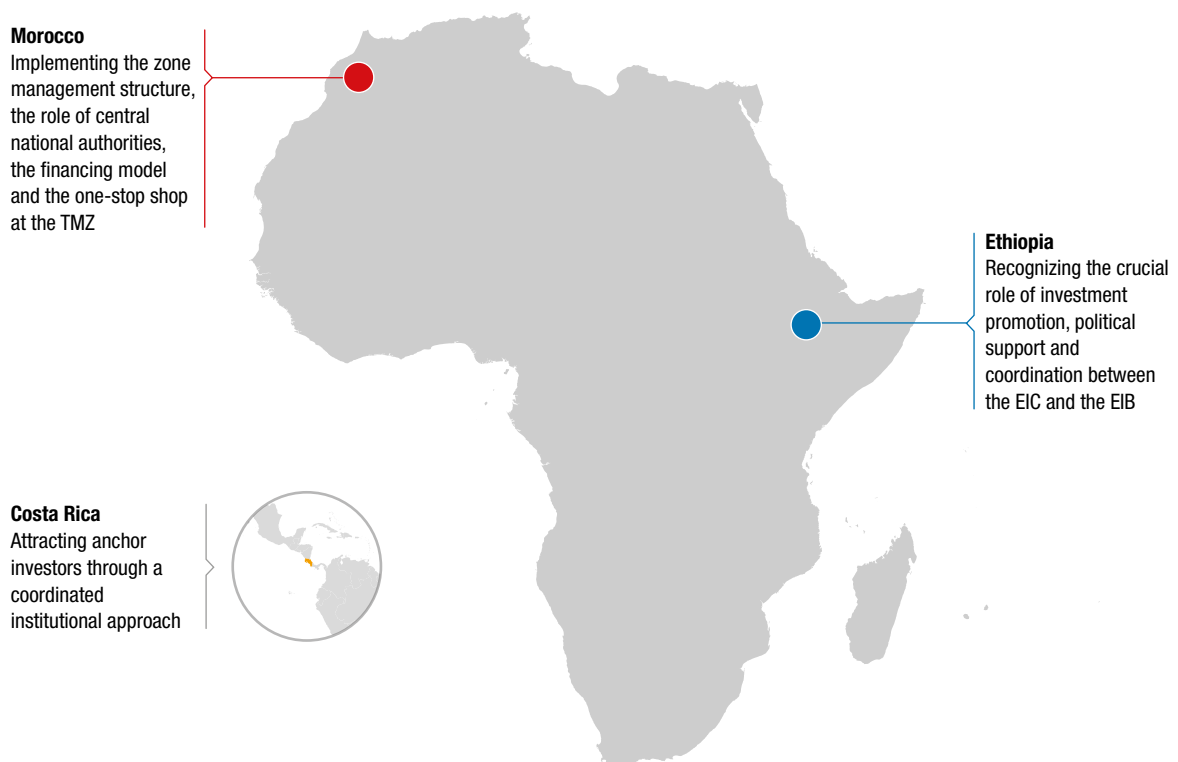 Morocco
Implementing the zone
management structure,
the role of central
national authorities,
the financing model
and the one-stop shop
at the TMZ
Ethiopia
Recognizing the crucial
role of investment
promotion, political
support and
coordination between
the EIC and the EIB
Costa Rica
Attracting anchor
investors through a
coordinated
institutional approach